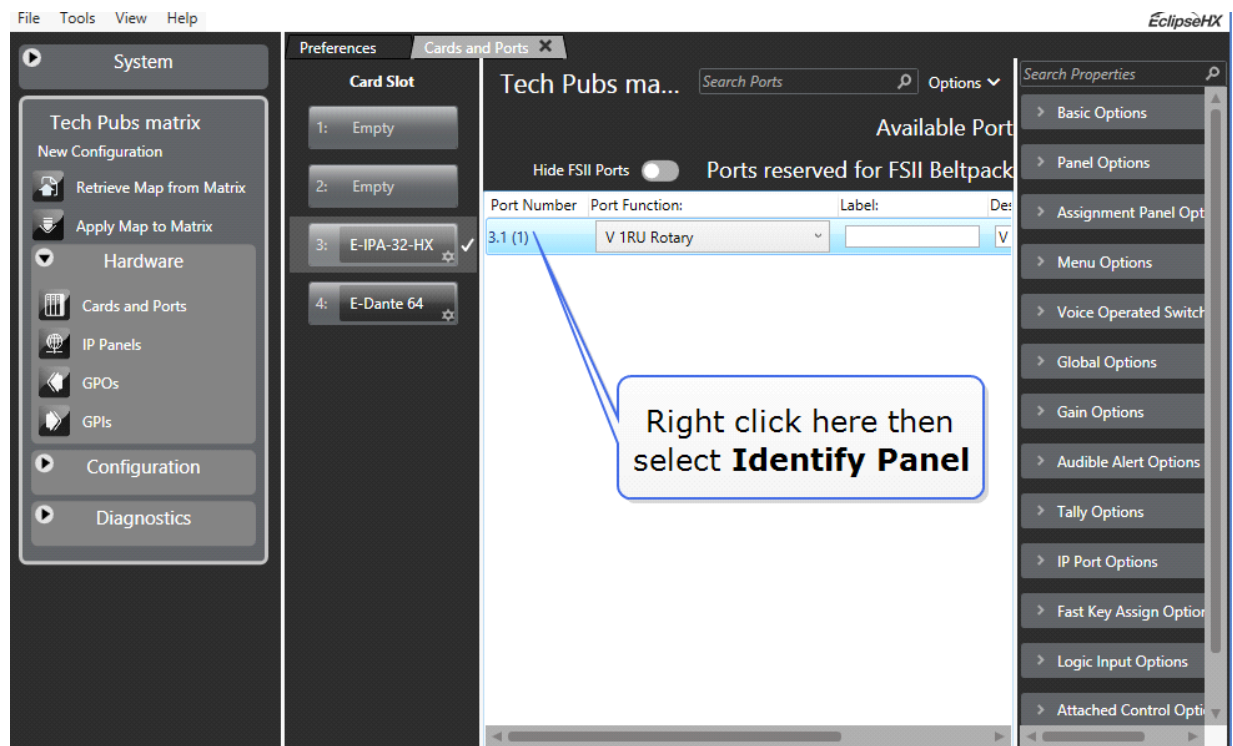 File Tools View Help
EclipseHX
System
Tech Pubs matrix
New Configuration
Retrieve Map from Matrix
Apply Map to Matrix
Hardware
Cards and Ports
IP Panels
GPOs
GPIs
Configuration
Diagnostics
Preferences Cards and Ports
Card Slot
1: Empty
2: Empty
3: E-IPA-32-HX
4: E-Dante 64
Tech Pubs ma... Search Ports Options
Available Port
Hide FSII Ports Ports reserved for FSII Beltpack
Port Number Port Function: Label: Des
3.1 (1) V 1RU Rotary V
Right click here then
select Identify Panel
Search Properties
Basic Options
Panel Options
Assignment Panel Opt
Menu Options
Voice Operated Switch
Global Options
Gain Options
Audible Alert Options
Tally Options
IP Port Options
Fast Key Assign Option
Logic Input Options
Attached Control Opti